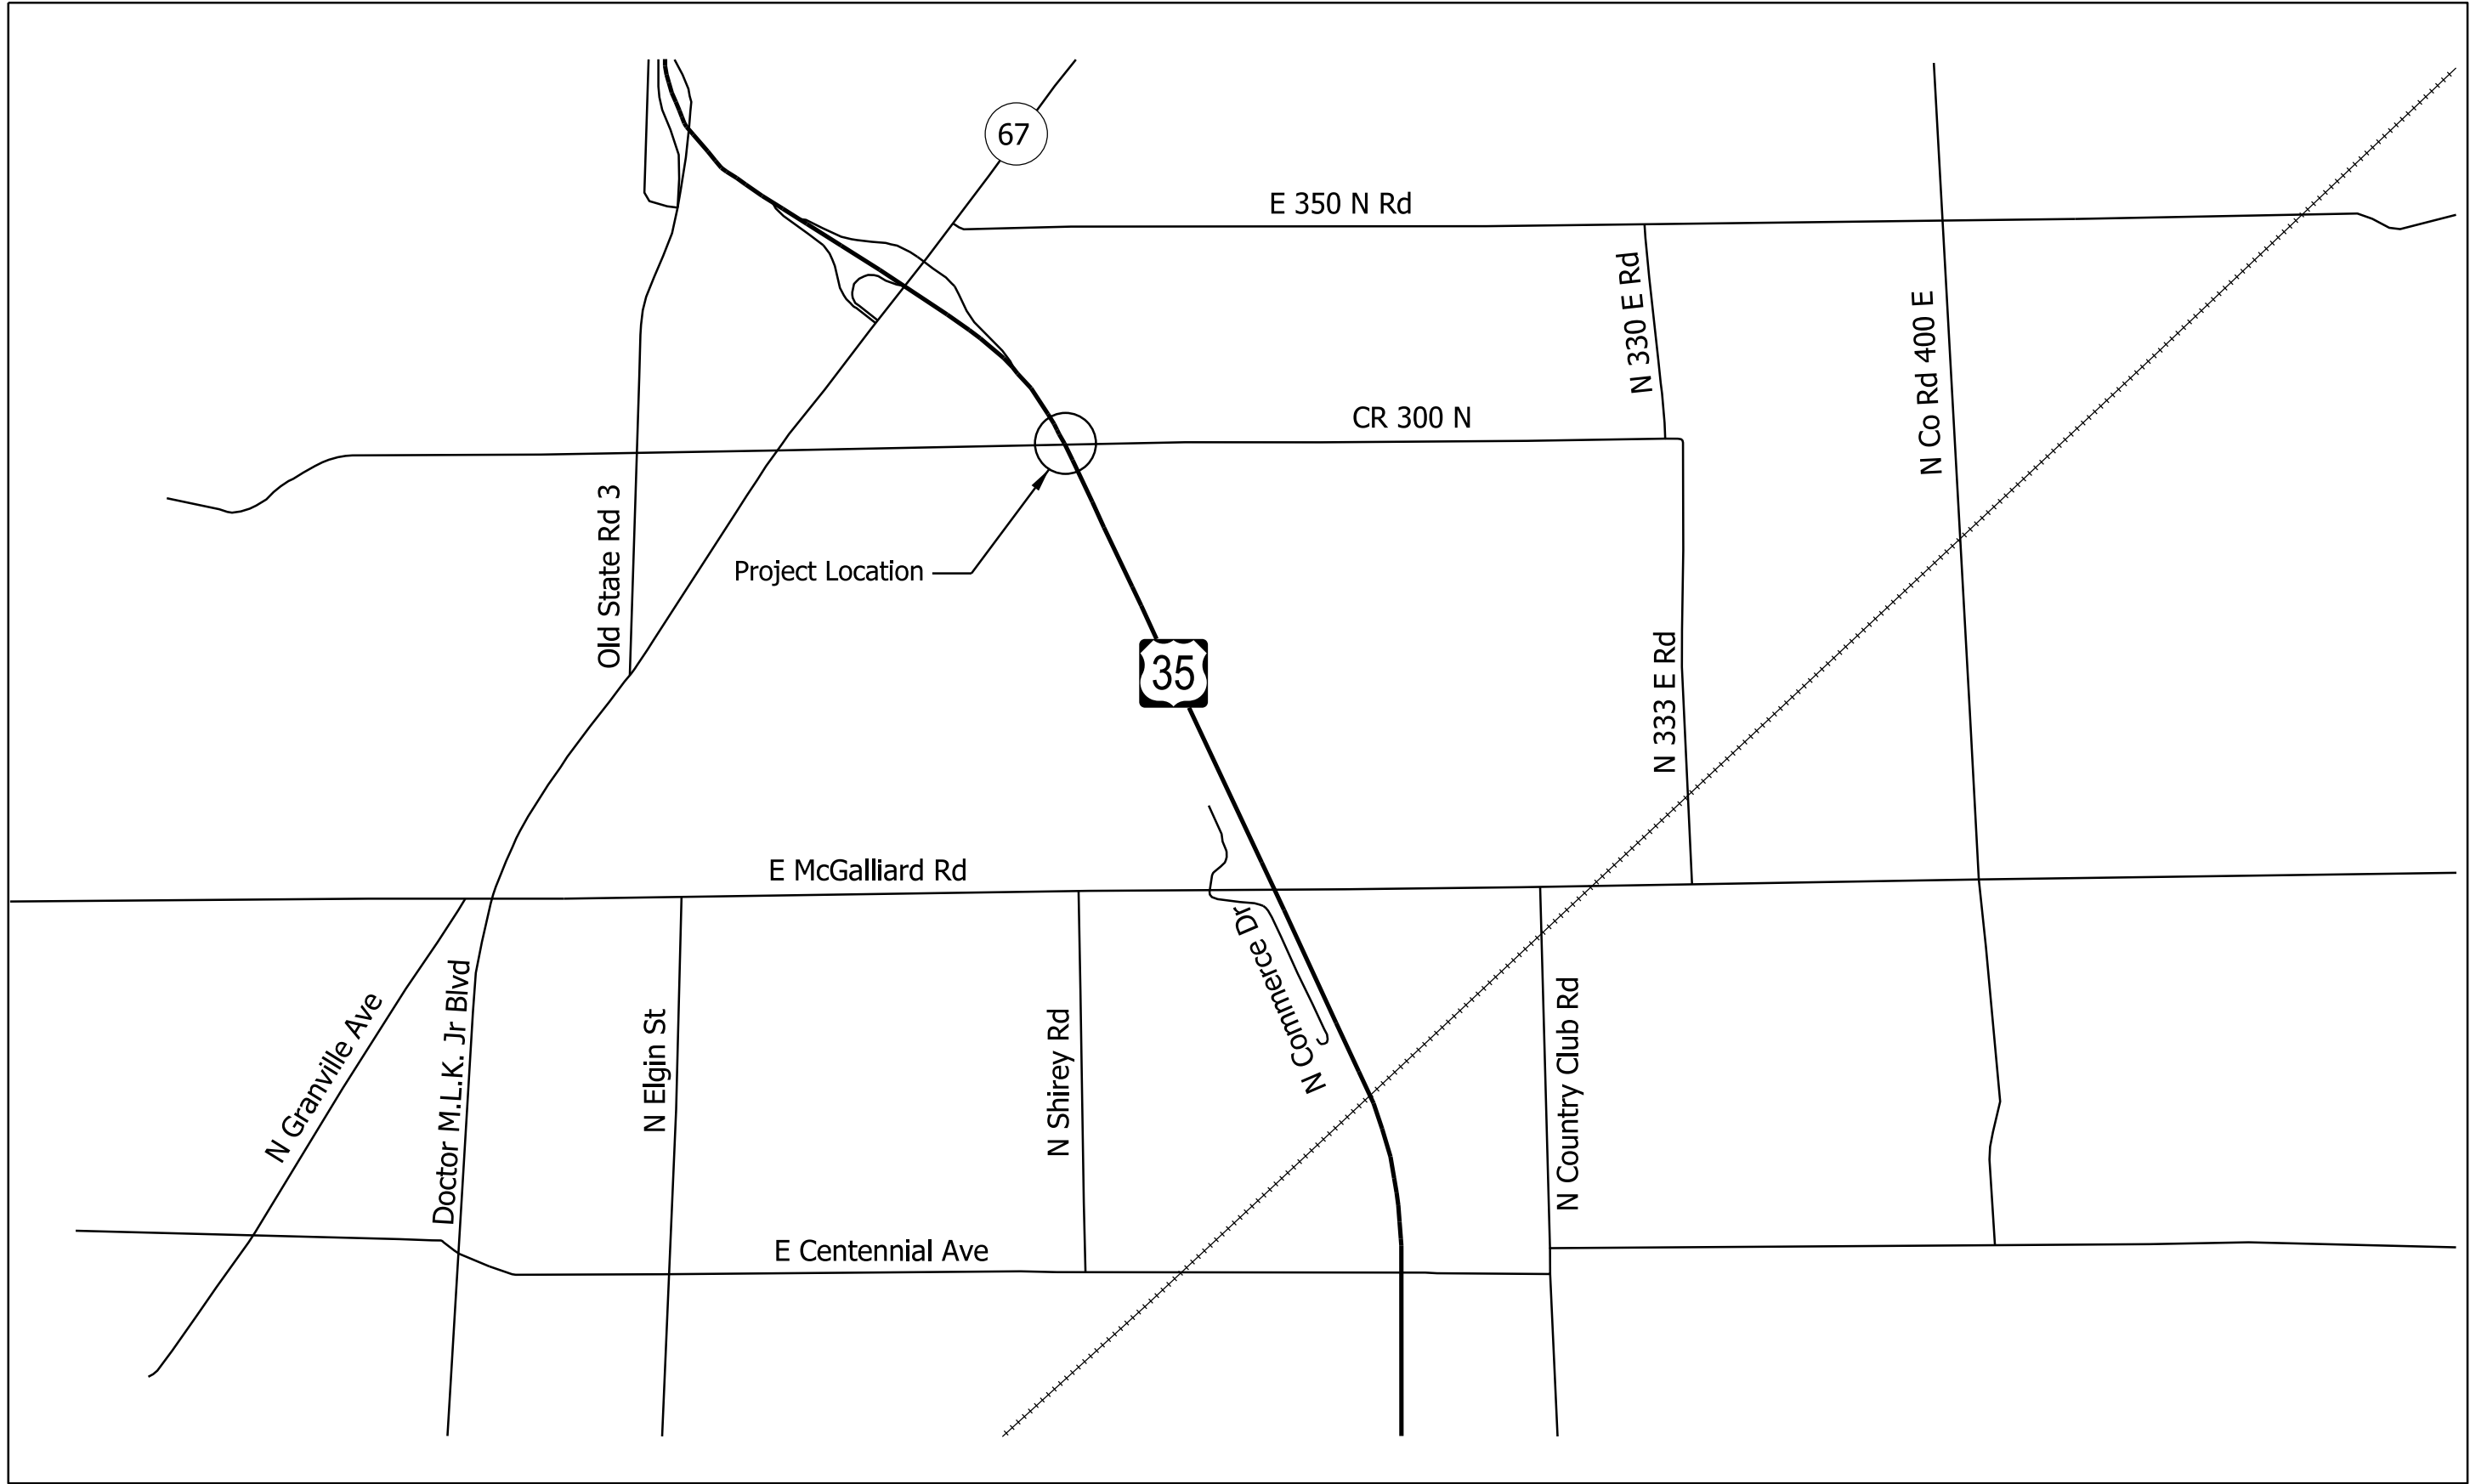 67
E 350 N Rd
N 330 E Rd
N Co Rd 400 E
CR 300 N
Old State Rd 3
Project Location
35
N 333 E Rd
E McGalliard Rd
N Commerce Dr
N Granville Ave
Doctor M.L.K. Jr Blvd
N Elgin St
N Shirey Rd
N Country Club Rd
E Centennial Ave